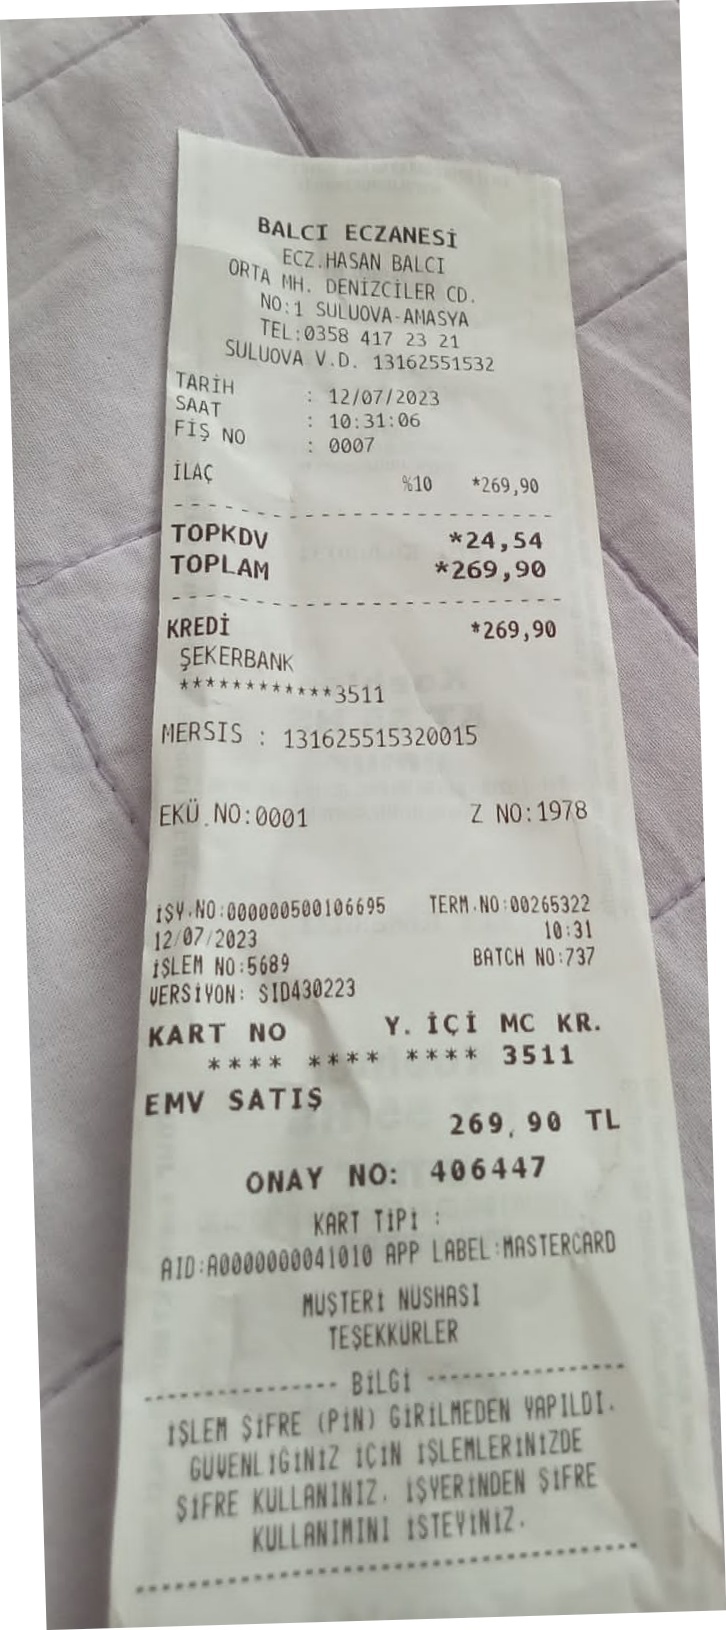 BALCI ECZANESİ
ECZ.HASAN BALCI
ORTA MH. DENİZCİLER CD.
NO:1 SULUOVA-AMASYA
TEL:0358 417 23 21
SULUOVA V.D. 13162551532
TARİH : 12/07/2023
SAAT : 10:31:06
FİŞ NO : 0007
İLAÇ %10 *269,90
TOPKDV *24,54
TOPLAM *269,90
KREDİ *269,90
ŞEKERBANK
************3511
MERSIS : 131625515320015
EKÜ NO:0001 Z NO:1978
İŞY.NO:000000500106695 TERM.NO:00265322
12/07/2023 10:31
İŞLEM NO:5689 BATCH NO:737
VERSİYON: SID430223
KART NO Y. İÇİ MC KR.
**** **** **** 3511
EMV SATIŞ
269,90 TL
ONAY NO: 406447
KART TİPİ :
AID:A0000000041010 APP LABEL:MASTERCARD
MÜŞTERİ NÜSHASI
TEŞEKKÜRLER
---------------- BİLGİ ----------------
İŞLEM ŞİFRE (PİN) GİRİLMEDEN YAPILDI.
GÜVENLİĞİNİZ İÇİN İŞLEMLERİNİZDE
ŞİFRE KULLANINIZ. İŞYERİNDEN ŞİFRE
KULLANIMINI İSTEYİNİZ.